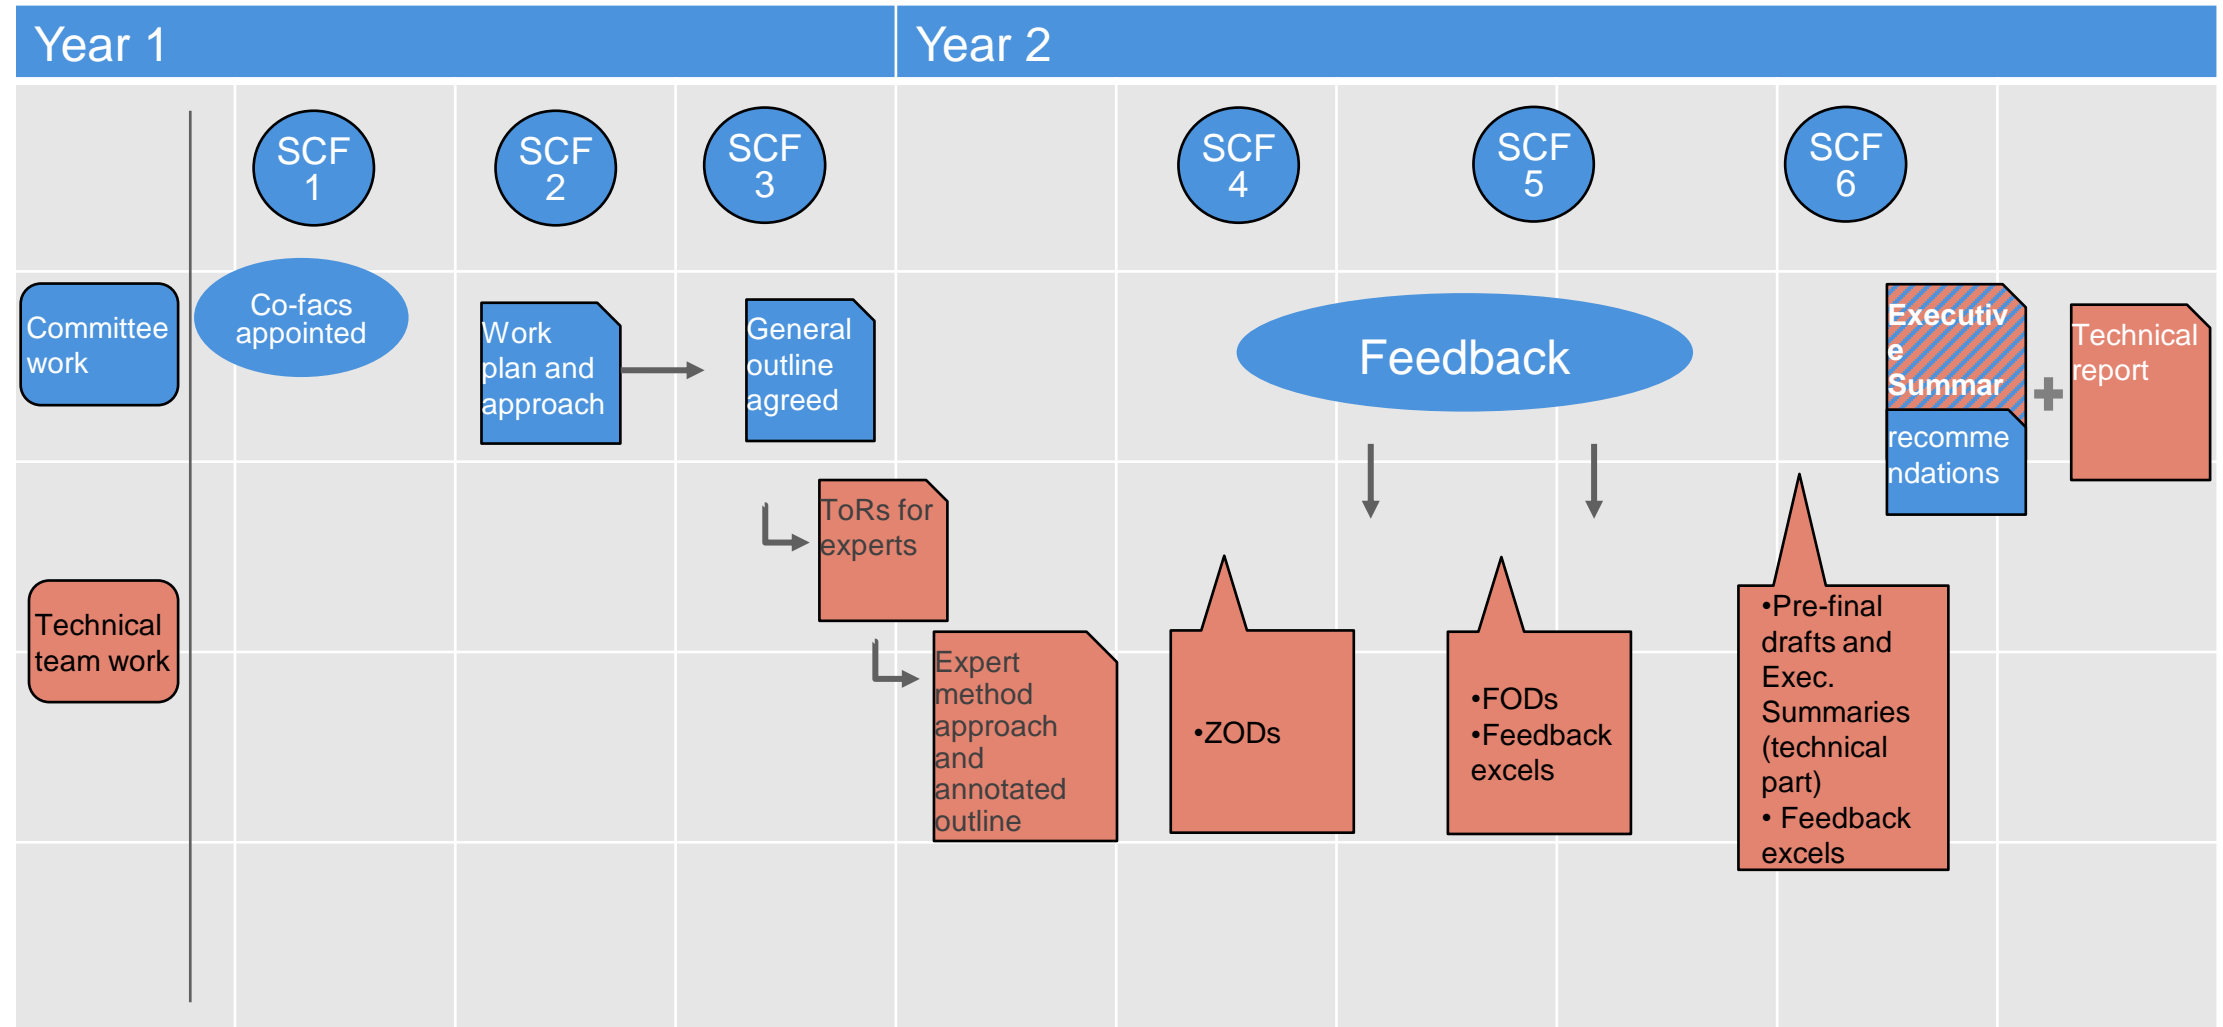 Year 1
Year 2
SCF
1
SCF
2
SCF
3
SCF
4
SCF
5
SCF
6
Committee
work
Co-facs
appointed
Work
plan and
approach
General
outline
agreed
Feedback
Executiv
e
Summar
recomme
ndations
Technical
report
ToRs for
experts
Technical
team work
Expert
method
approach
and
annotated
outline
•ZODs
•FODs
•Feedback
excels
•Pre-final
drafts and
Exec.
Summaries
(technical
part)
• Feedback
excels